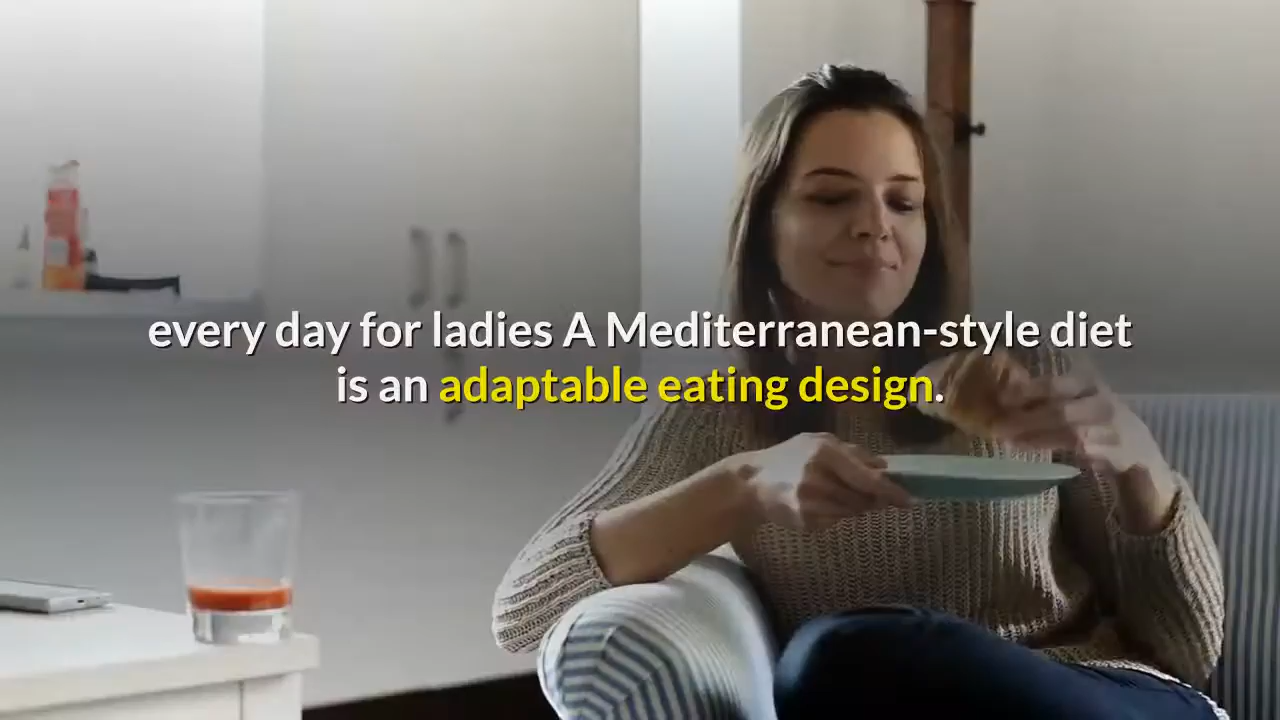 every day for ladies A Mediterranean-style diet
is an adaptable eating design.